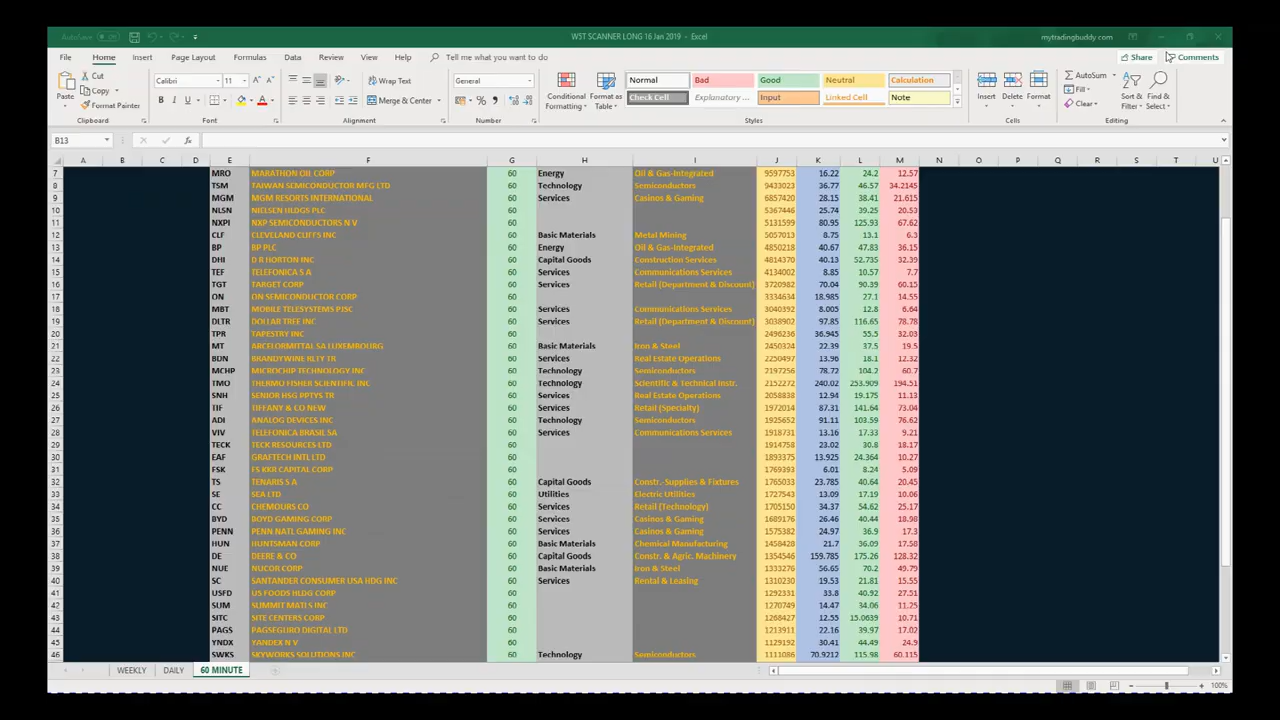 AutoSave Off W5T SCANNER LONG 16 Jan 2019 - Excel mytradingbuddy.com
File Home Insert Page Layout Formulas Data Review View Help Tell me what you want to do Share Comments
Paste Cut Copy Format Painter Clipboard
Calibri 11 B I U Font
Wrap Text Merge & Center Alignment
General % Number
Conditional Formatting Format as Table
Normal Bad Good Neutral Calculation
Check Cell Explanatory ... Input Linked Cell Note Styles
Insert Delete Format Cells
AutoSum Fill Clear Sort & Filter Find & Select Editing
B13 fx
A B C D E F G H I J K L M N O P Q R S T U
7 MRO MARATHON OIL CORP 60 Energy Oil & Gas-Integrated 9597753 16.22 24.2 12.57
8 TSM TAIWAN SEMICONDUCTOR MFG LTD 60 Technology Semiconductors 9433023 36.77 46.57 34.2145
9 MGM MGM RESORTS INTERNATIONAL 60 Services Casinos & Gaming 6857420 28.15 38.41 21.615
10 NLSN NIELSEN HLDGS PLC 60 5367446 25.74 39.25 20.53
11 NXPI NXP SEMICONDUCTORS N V 60 5131599 80.95 125.93 67.62
12 CLF CLEVELAND CLIFFS INC 60 Basic Materials Metal Mining 5057013 8.75 13.1 6.3
13 BP BP PLC 60 Energy Oil & Gas-Integrated 4850218 40.67 47.83 36.15
14 DHI D R HORTON INC 60 Capital Goods Construction Services 4814370 40.13 52.735 32.39
15 TEF TELEFONICA S A 60 Services Communications Services 4134002 8.85 10.57 7.7
16 TGT TARGET CORP 60 Services Retail (Department & Discount) 3720982 70.04 90.39 60.15
17 ON ON SEMICONDUCTOR CORP 60 3334634 18.985 27.1 14.55
18 MBT MOBILE TELESYSTEMS PJSC 60 Services Communications Services 3040392 8.005 12.8 6.64
19 DLTR DOLLAR TREE INC 60 Services Retail (Department & Discount) 3038902 97.85 116.65 78.78
20 TPR TAPESTRY INC 60 2496236 36.945 55.5 32.03
21 MT ARCELORMITTAL SA LUXEMBOURG 60 Basic Materials Iron & Steel 2450324 22.39 37.5 19.5
22 BDN BRANDYWINE RLTY TR 60 Services Real Estate Operations 2250497 13.96 18.1 12.32
23 MCHP MICROCHIP TECHNOLOGY INC 60 Technology Semiconductors 2197256 78.72 104.2 60.7
24 TMO THERMO FISHER SCIENTIFIC INC 60 Technology Scientific & Technical Instr. 2152272 240.02 253.909 194.51
25 SNH SENIOR HSG PPTYS TR 60 Services Real Estate Operations 2058838 12.94 19.175 11.13
26 TIF TIFFANY & CO NEW 60 Services Retail (Specialty) 1972014 87.31 141.64 73.04
27 ADI ANALOG DEVICES INC 60 Technology Semiconductors 1925652 91.11 103.59 76.62
28 VIV TELEFONICA BRASIL SA 60 Services Communications Services 1918731 13.16 17.33 9.21
29 TECK TECK RESOURCES LTD 60 1914758 23.02 30.8 18.17
30 EAF GRAFTECH INTL LTD 60 1893375 13.925 24.364 10.27
31 FSK FS KKR CAPITAL CORP 60 1769393 6.01 8.24 5.09
32 TS TENARIS S A 60 Capital Goods Constr.-Supplies & Fixtures 1765033 23.785 40.64 20.45
33 SE SEA LTD 60 Utilities Electric Utilities 1727543 13.09 17.19 10.06
34 CC CHEMOURS CO 60 Services Retail (Technology) 1705150 34.37 54.62 25.17
35 BYD BOYD GAMING CORP 60 Services Casinos & Gaming 1689176 26.46 40.44 18.98
36 PENN PENN NATL GAMING INC 60 Services Casinos & Gaming 1575382 24.97 36.9 17.3
37 HUN HUNTSMAN CORP 60 Basic Materials Chemical Manufacturing 1458428 21.7 36.09 17.58
38 DE DEERE & CO 60 Capital Goods Constr. & Agric. Machinery 1354546 159.785 175.26 128.32
39 NUE NUCOR CORP 60 Basic Materials Iron & Steel 1333276 56.65 70.2 49.79
40 SC SANTANDER CONSUMER USA HDG INC 60 Services Rental & Leasing 1310230 19.53 21.81 15.55
41 USFD US FOODS HLDG CORP 60 1292331 33.8 40.92 27.51
42 SUM SUMMIT MATLS INC 60 1270749 14.47 34.06 11.25
43 SITC SITE CENTERS CORP 60 1268427 12.55 15.0639 10.71
44 PAGS PAGSEGURO DIGITAL LTD 60 1213911 22.16 39.97 17.02
45 YNDX YANDEX N V 60 1129192 30.41 44.49 24.9
46 SWKS SKYWORKS SOLUTIONS INC 60 Technology Semiconductors 1111086 70.9212 115.98 60.115
WEEKLY DAILY 60 MINUTE
100%